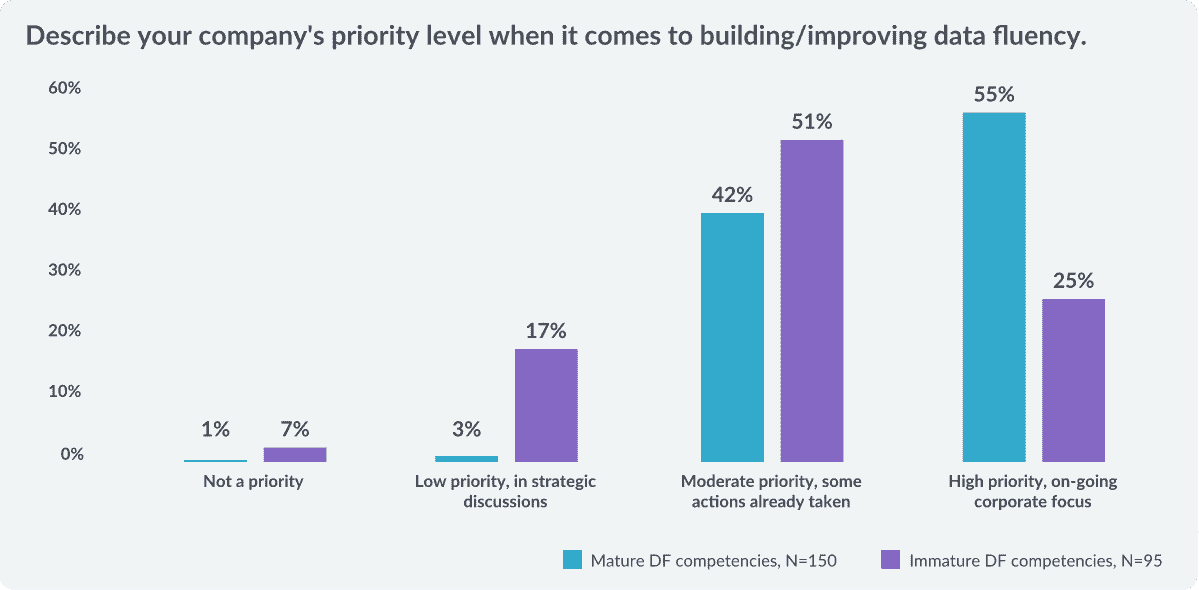 Describe your company's priority level when it comes to building/improving data fluency.
60%
50%
40%
30%
20%
10%
0%
1%
7%
3%
17%
42%
51%
55%
25%
Not a priority
Low priority, in strategic
discussions
Moderate priority, some
actions already taken
High priority, on-going
corporate focus
Mature DF competencies, N=150
Immature DF competencies, N=95